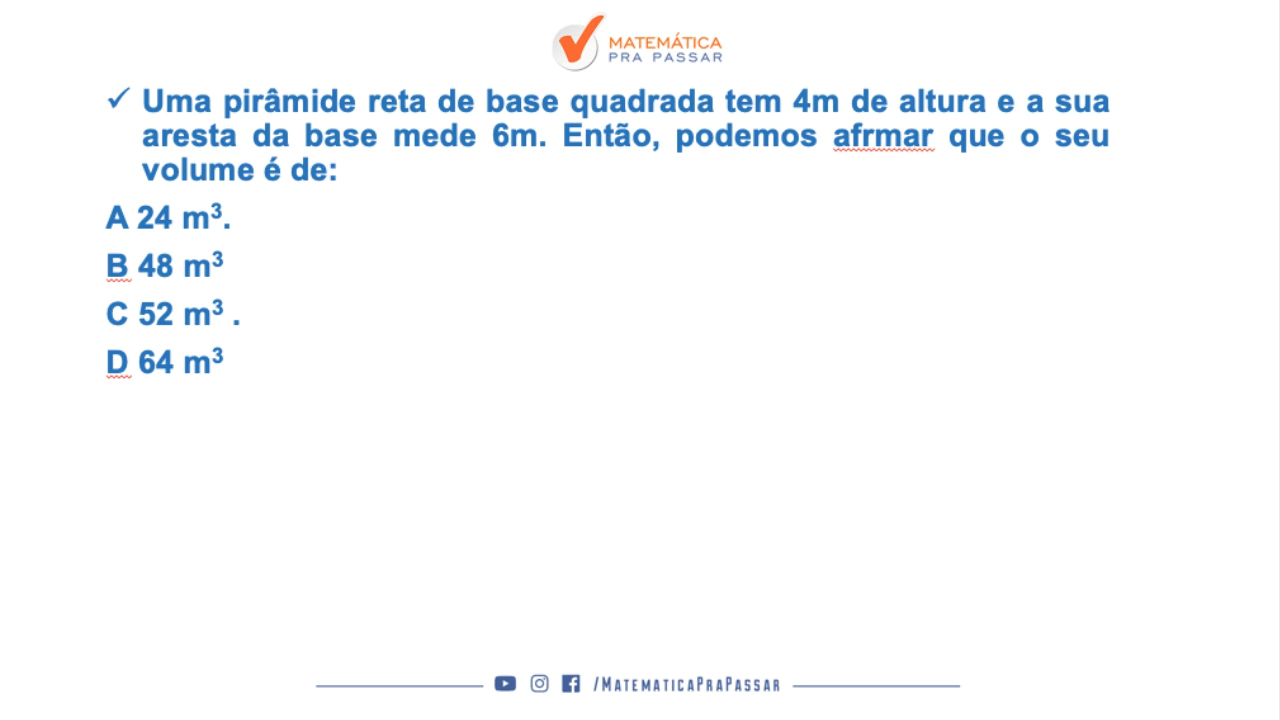 MATEMÁTICA
PRA PASSAR
✓ Uma pirâmide reta de base quadrada tem 4m de altura e a sua
aresta da base mede 6m. Então, podemos afrmar que o seu
volume é de:
A 24 m³.
B 48 m³
C 52 m³ .
D 64 m³
/MATEMATICAPRAPASSAR